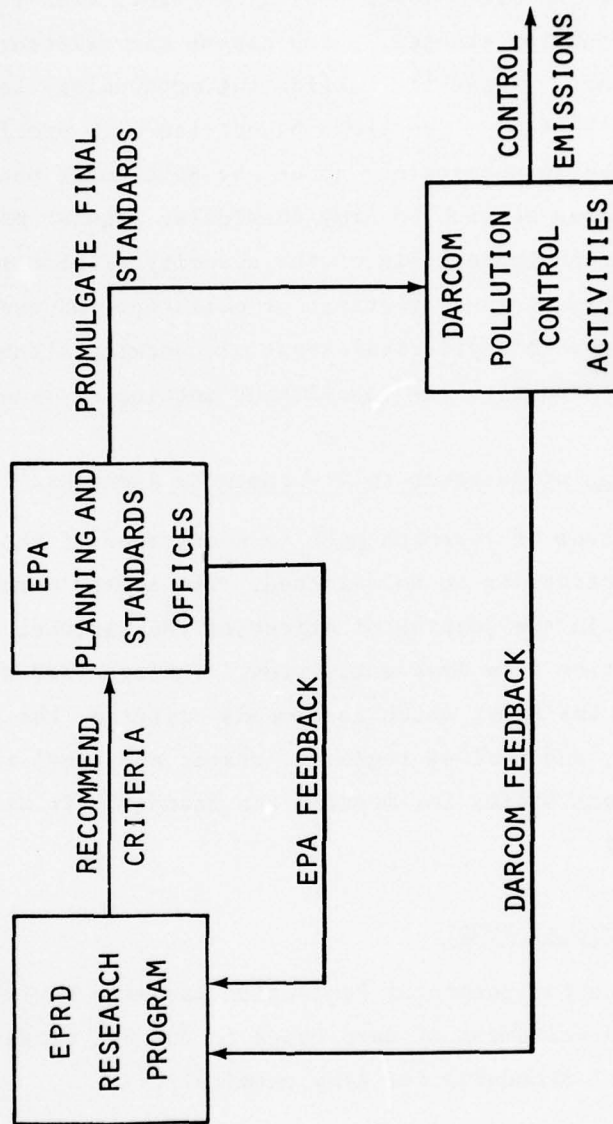 EPRD
RESEARCH
PROGRAM
RECOMMEND
CRITERIA
EPA
PLANNING AND
STANDARDS
OFFICES
PROMULGATE FINAL
STANDARDS
DARCOM
POLLUTION
CONTROL
ACTIVITIES
CONTROL
EMISSIONS
EPA FEEDBACK
DARCOM FEEDBACK